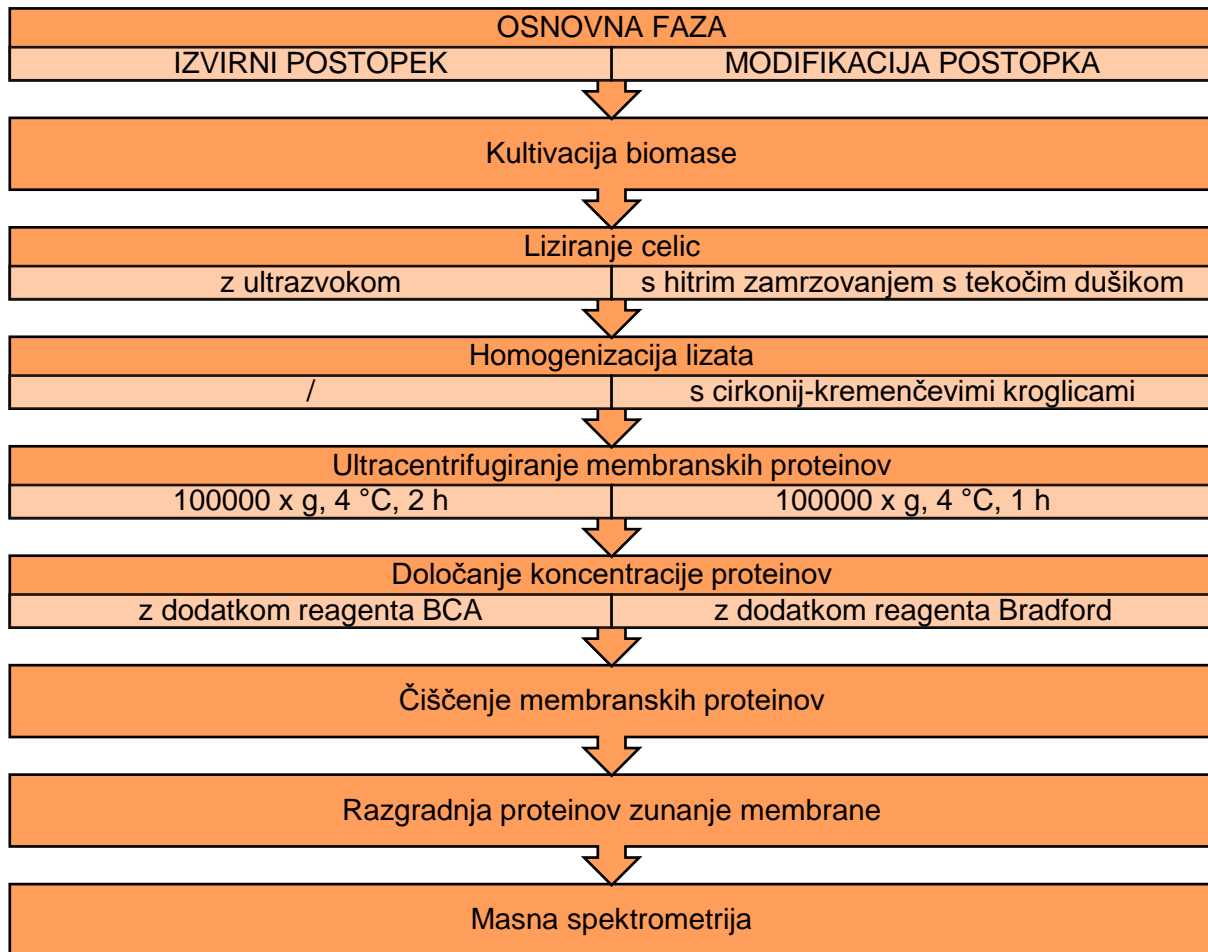 OSNOVNA FAZA
IZVIRNI POSTOPEK
MODIFIKACIJA POSTOPKA
Kultivacija biomase
Liziranje celic
z ultrazvokom
s hitrim zamrzovanjem s tekočim dušikom
Homogenizacija lizata
/
s cirkonij-kremenčevimi kroglicami
Ultracentrifugiranje membranskih proteinov
100000 x g, 4 °C, 2 h
100000 x g, 4 °C, 1 h
Določanje koncentracije proteinov
z dodatkom reagenta BCA
z dodatkom reagenta Bradford
Čiščenje membranskih proteinov
Razgradnja proteinov zunanje membrane
Masna spektrometrija